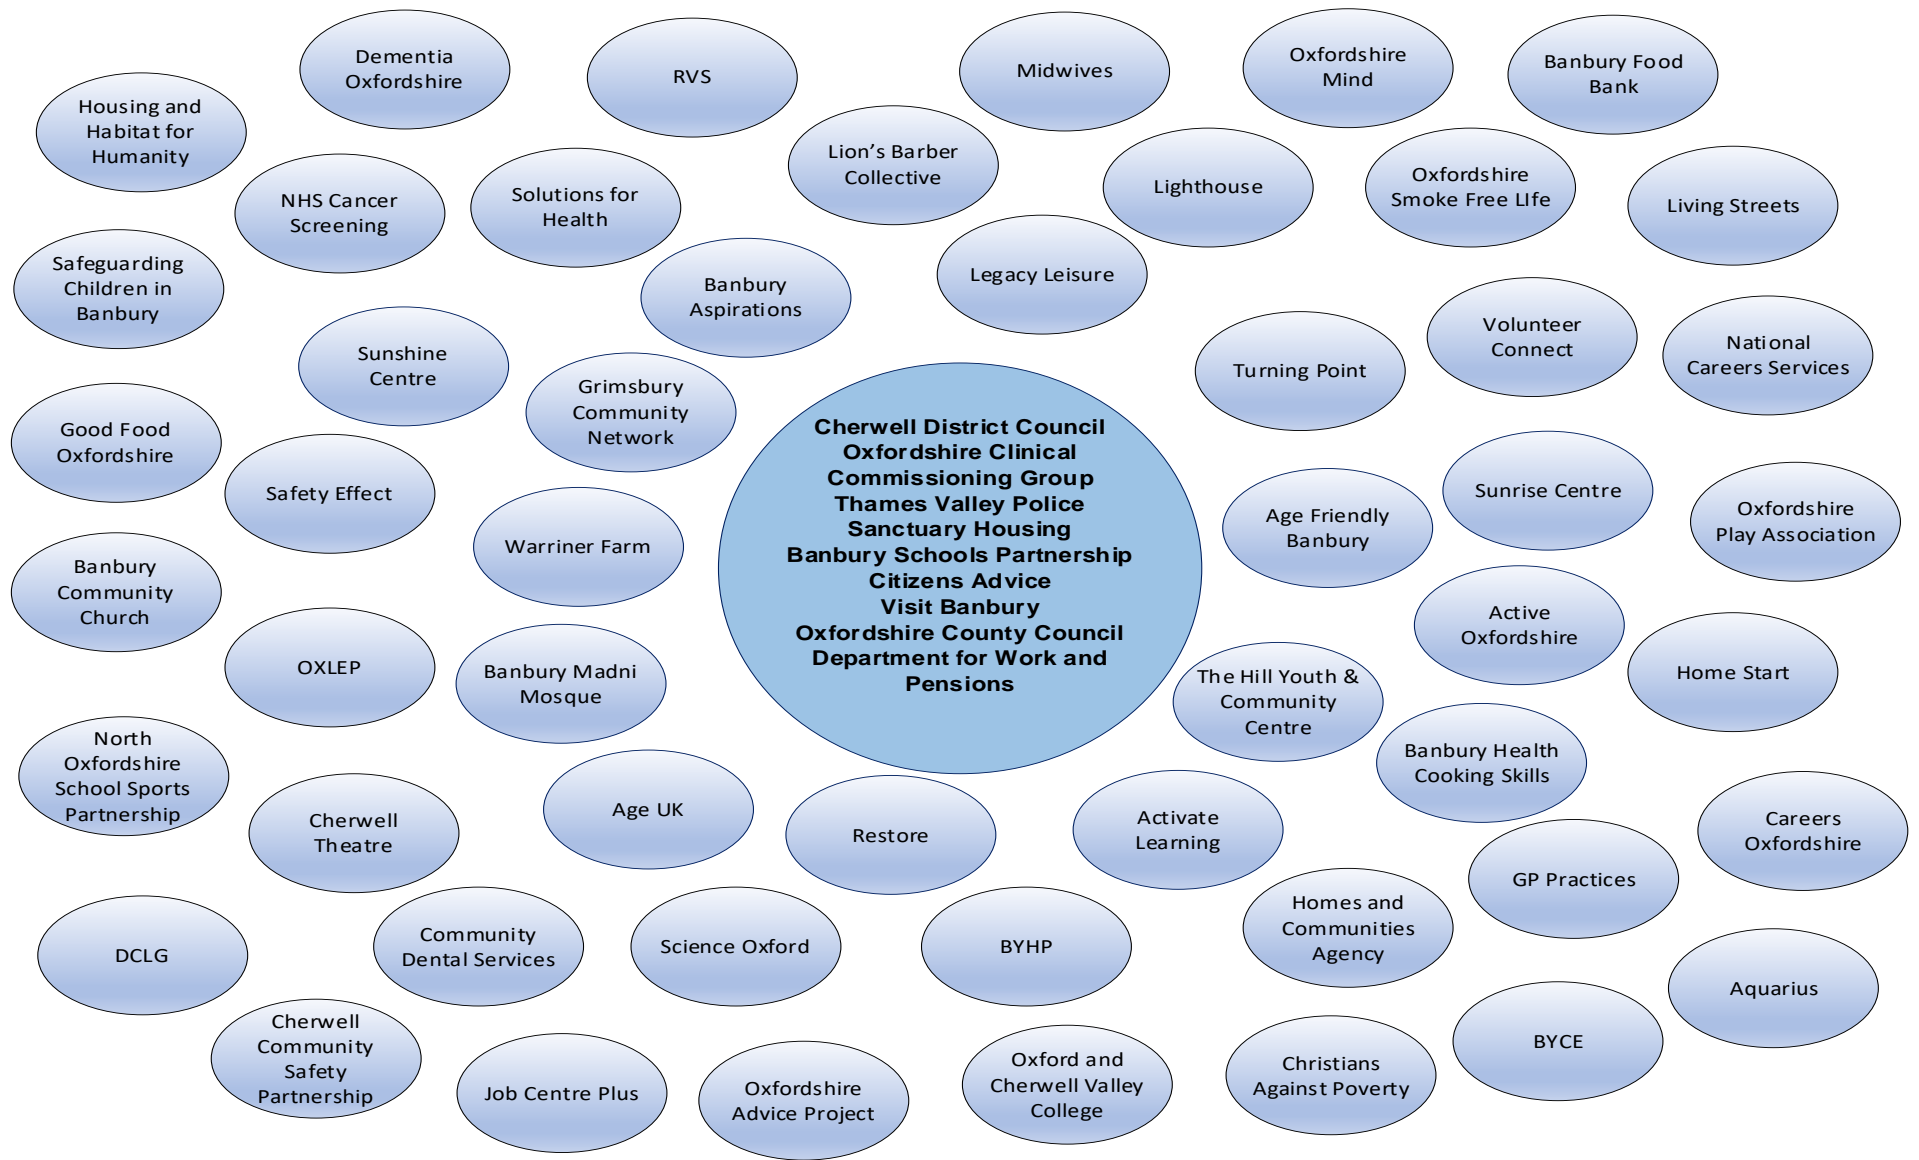 Dementia
Oxfordshire
RVS
Midwives
Oxfordshire
Mind
Banbury Food
Bank
Housing and
Habitat for
Humanity
Lion's Barber
Collective
NHS Cancer
Screening
Solutions for
Health
Lighthouse
Oxfordshire
Smoke Free LIfe
Living Streets
Safeguarding
Children in
Banbury
Banbury
Aspirations
Legacy Leisure
Sunshine
Centre
Grimsbury
Community
Network
Turning Point
Volunteer
Connect
National
Careers Services
Good Food
Oxfordshire
Safety Effect
Cherwell District Council
Oxfordshire Clinical
Commissioning Group
Thames Valley Police
Sanctuary Housing
Banbury Schools Partnership
Citizens Advice
Visit Banbury
Oxfordshire County Council
Department for Work and
Pensions
Warriner Farm
Age Friendly
Banbury
Sunrise Centre
Oxfordshire
Play Association
Banbury
Community
Church
OXLEP
Banbury Madni
Mosque
Active
Oxfordshire
Home Start
The Hill Youth &
Community
Centre
Banbury Health
Cooking Skills
North
Oxfordshire
School Sports
Partnership
Cherwell
Theatre
Age UK
Restore
Activate
Learning
Careers
Oxfordshire
GP Practices
DCLG
Community
Dental Services
Science Oxford
BYHP
Homes and
Communities
Agency
Aquarius
Cherwell
Community
Safety
Partnership
Job Centre Plus
Oxfordshire
Advice Project
Oxford and
Cherwell Valley
College
Christians
Against Poverty
BYCE